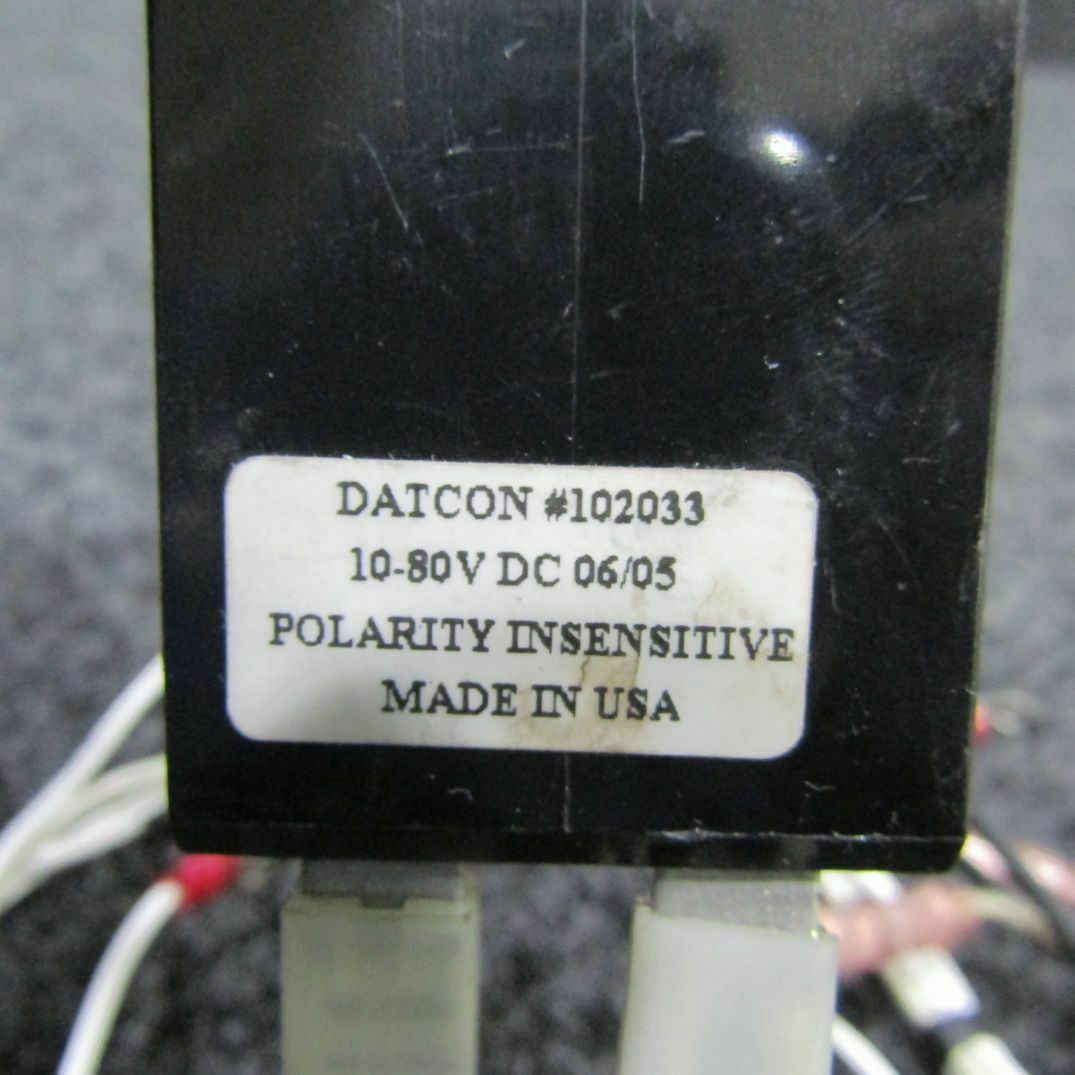 DATCON #102033
10-80V DC 06/05
POLARITY INSENSITIVE
MADE IN USA